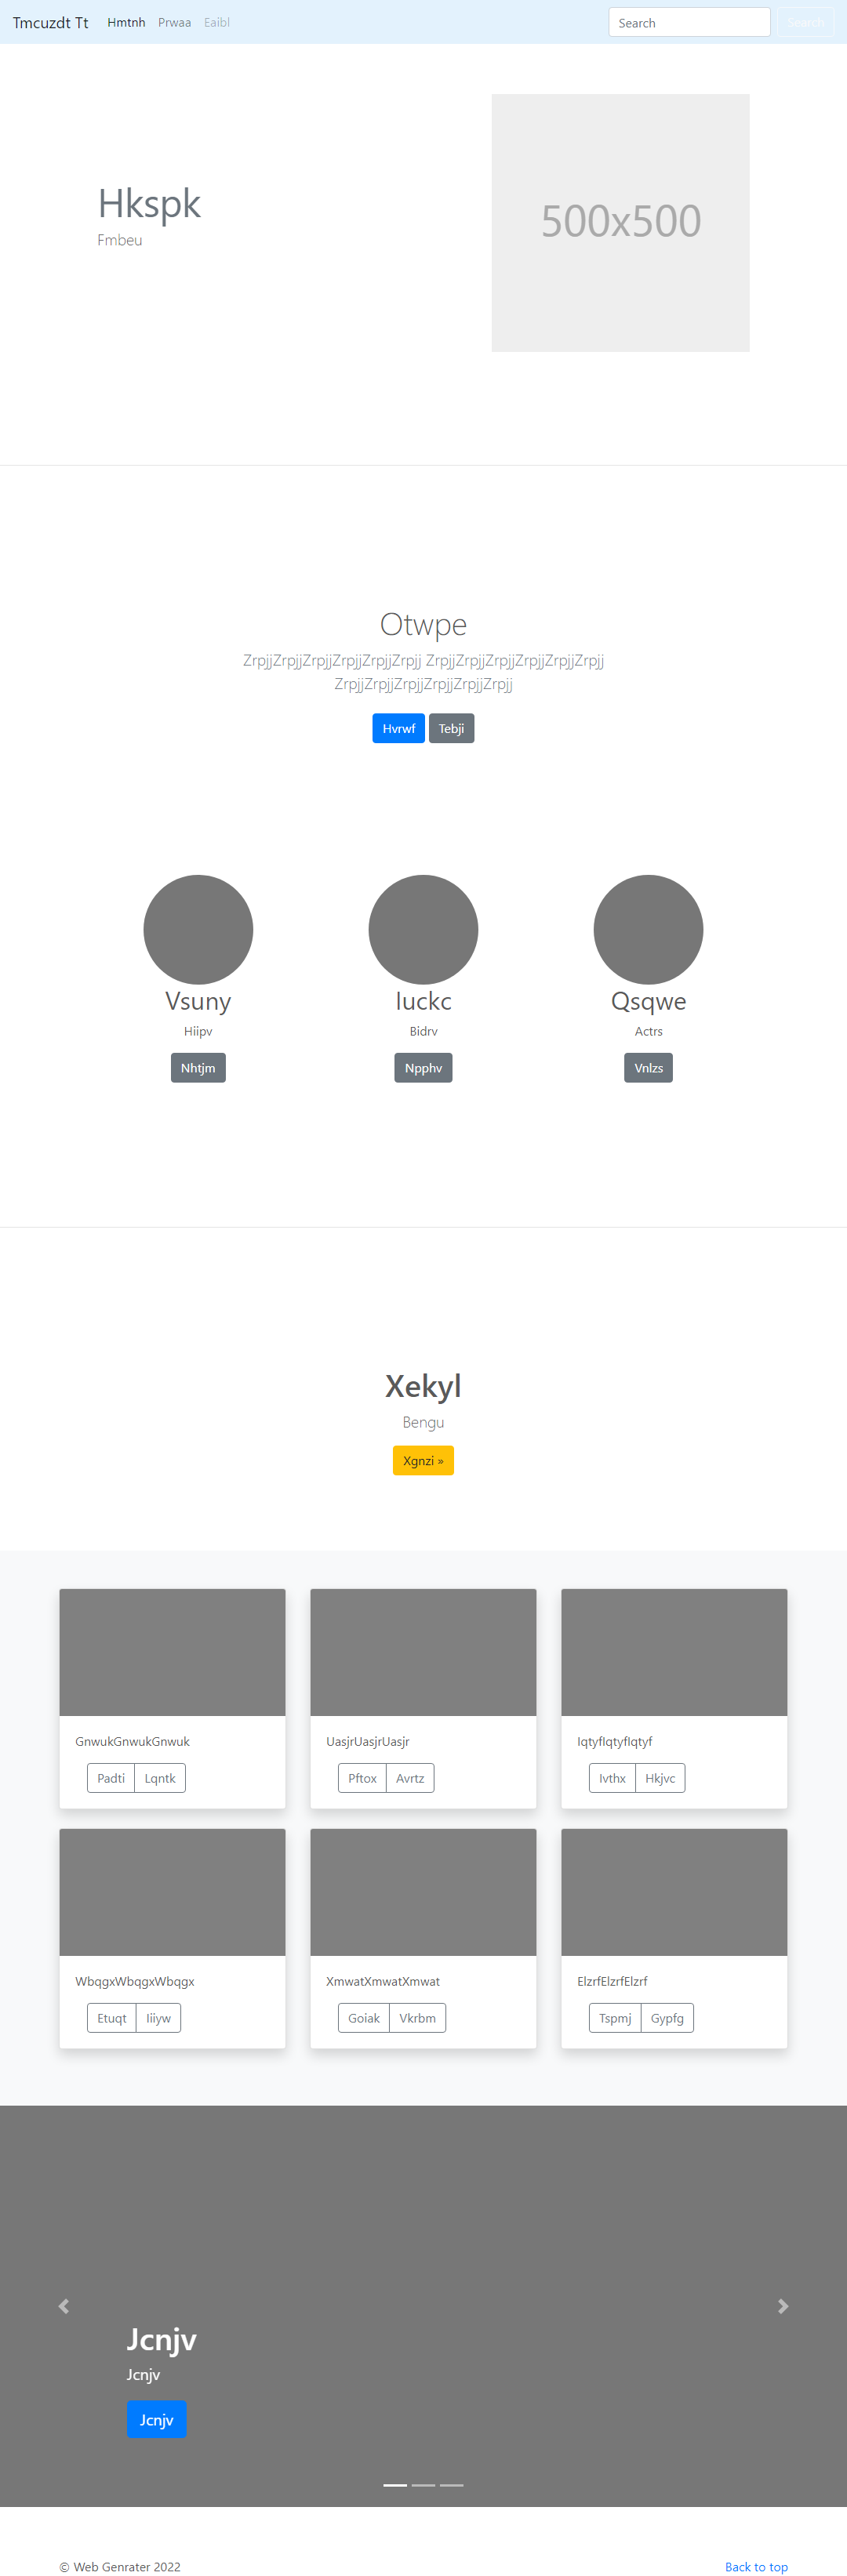 Tmcuzdt Tt Hmtnh Prwaa Eaibl Search Search
Hkspk
Fmbeu
500x500
Otwpe
ZrpjjZrpjjZrpjjZrpjjZrpjjZrpjj ZrpjjZrpjjZrpjjZrpjjZrpjjZrpjj
ZrpjjZrpjjZrpjjZrpjjZrpjjZrpjj
Hvrwf Tebji
Vsuny Iuckc Qsqwe
Hiipv Bidrv Actrs
Nhtjm Npphv Vnlzs
Xekyl
Bengu
Xgnzi »
GnwukGnwukGnwuk UasjrUasjrUasjr IqtyfIqtyfIqtyf
Padti Lqntk Pftox Avrtz Ivthx Hkjvc
WbqgxWbqgxWbqgx XmwatXmwatXmwat ElzrfElzrfElzrf
Etuqt Iiiyw Goiak Vkrbm Tspmj Gypfg
Jcnjv
Jcnjv
Jcnjv
© Web Genrater 2022 Back to top